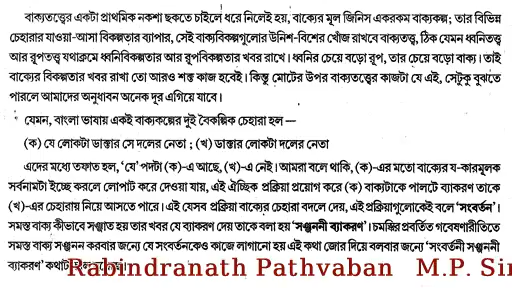 বাক্যতত্ত্বের একটা প্রাথমিক নকশা ছকতে চাইলে ধরে নিলেই হয়, বাক্যের মূল জিনিস একরকম বাক্যকল্প; তার বিভিন্ন
চেহারার যাওয়া-আসা বিকল্পতার ব্যাপার, সেই বাক্যবিকল্পগুলোর উনিশ-বিশের খোঁজ রাখবে বাক্যতত্ত্ব, ঠিক যেমন ধ্বনিতত্ত্ব
আর রূপতত্ত্ব যথাক্রমে ধ্বনিবিকল্পতার আর রূপবিকল্পতার খবর রাখে। ধ্বনির চেয়ে বড়ো রূপ, তার চেয়ে বড়ো বাক্য। তাই
বাক্যের বিকল্পতার খবর রাখা তো আরও শক্ত কাজ হবেই। কিন্তু মোটের উপর বাক্যতত্ত্বের কাজটা যে এই, সেটুকু বুঝতে
পারলে আমাদের অনুধাবন অনেক দূর এগিয়ে যাবে।
যেমন, বাংলা ভাষায় একই বাক্যকল্পের দুই বৈকল্পিক চেহারা হল —
(ক) যে লোকটা ডাক্তার সে দলের নেতা ; (খ) ডাক্তার লোকটা দলের নেতা
এদের মধ্যে তফাত হল, 'যে' পদটা (ক)-এ আছে, (খ)-এ নেই। আমরা বলে থাকি, (ক)-এর মতো বাক্যের য-কারমূলক
সর্বনামটা ইচ্ছে করলে লোপাট করে দেওয়া যায়, এই ঐচ্ছিক প্রক্রিয়া প্রয়োগ করে (ক) বাক্যটাকে পালটে ব্যাকরণ তাকে
(খ)-এর চেহারায় নিয়ে আসতে পারে। এই যেসব প্রক্রিয়া বাক্যের চেহারা বদলে দেয়, এই প্রক্রিয়াগুলোকেই বলে 'সংবর্তন'।
সমস্ত বাক্য কীভাবে সঞ্জাত হয় তার খবর যে ব্যাকরণ দেয় তাকে বলা হয় 'সঞ্জননী ব্যাকরণ'। চমস্কির প্রবর্তিত গবেষণারীতিতে
সমস্ত বাক্য সঞ্জনন করবার জন্যে যে সংবর্তনকেও কাজে লাগানো হয় এই কথা জোর দিয়ে বলবার জন্যে 'সংবর্তনী সঞ্জননী
ব্যাকরণ' কথাটা
Rabindranath Pathvaban M.P. Sir